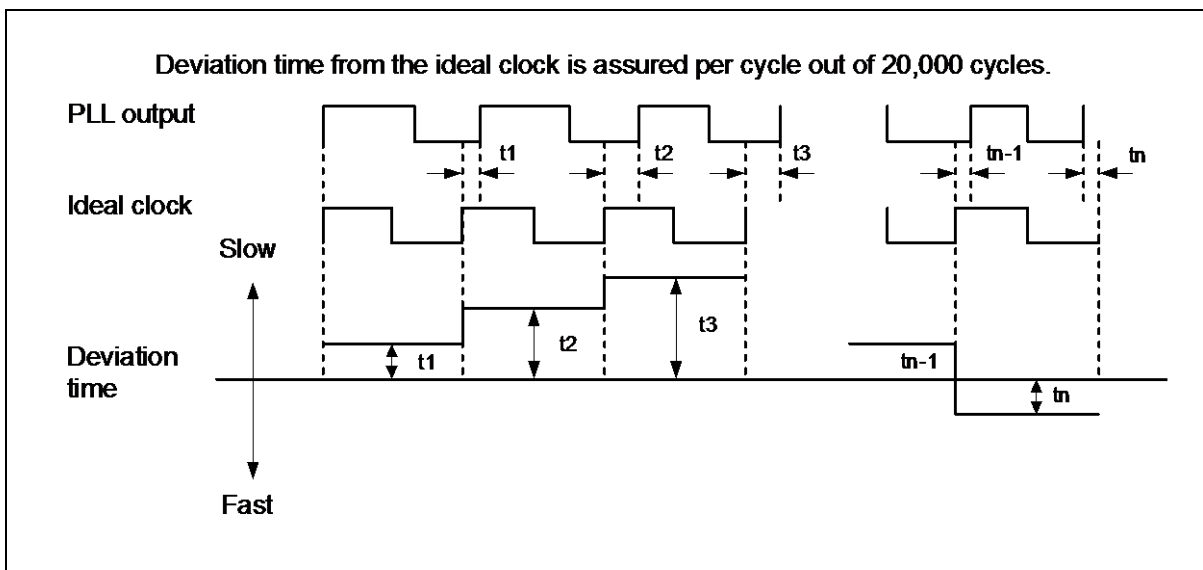 Deviation time from the ideal clock is assured per cycle out of 20,000 cycles.
PLL output
t1
t2
t3
tn-1
tn
Ideal clock
Slow
Deviation
time
t1
t2
t3
tn-1
tn
Fast